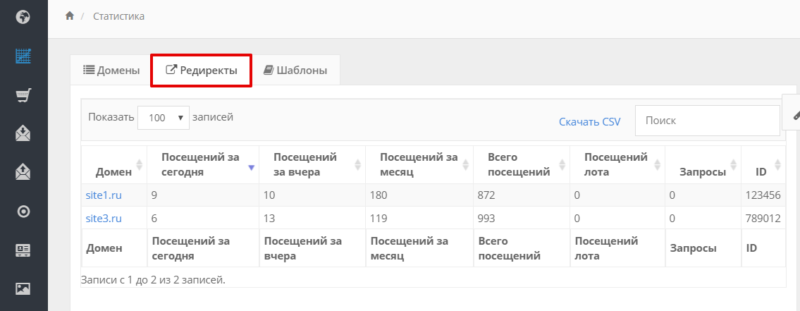 / Статистика
Домены Редиректы Шаблоны
Показать 100 записей Скачать CSV Поиск
Домен Посещений за сегодня Посещений за вчера Посещений за месяц Всего посещений Посещений лота Запросы ID
site1.ru 9 10 180 872 0 0 123456
site3.ru 6 13 119 993 0 0 789012
Домен Посещений за сегодня Посещений за вчера Посещений за месяц Всего посещений Посещений лота Запросы ID
Записи с 1 до 2 из 2 записей.